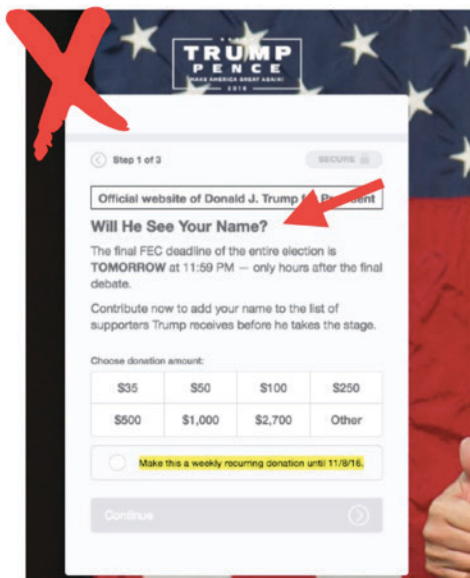 TRUMP
PENCE
MAKE AMERICA GREAT AGAIN!
2016
Step 1 of 3
SECURE
Official website of Donald J. Trump f Pr ent
Will He See Your Name?
The final FEC deadline of the entire election is
TOMORROW at 11:59 PM — only hours after the final
debate.
Contribute now to add your name to the list of
supporters Trump receives before he takes the stage.
Choose donation amount:
$35 $50 $100 $250
$500 $1,000 $2,700 Other
Make this a weekly recurring donation until 11/8/16.
Continue